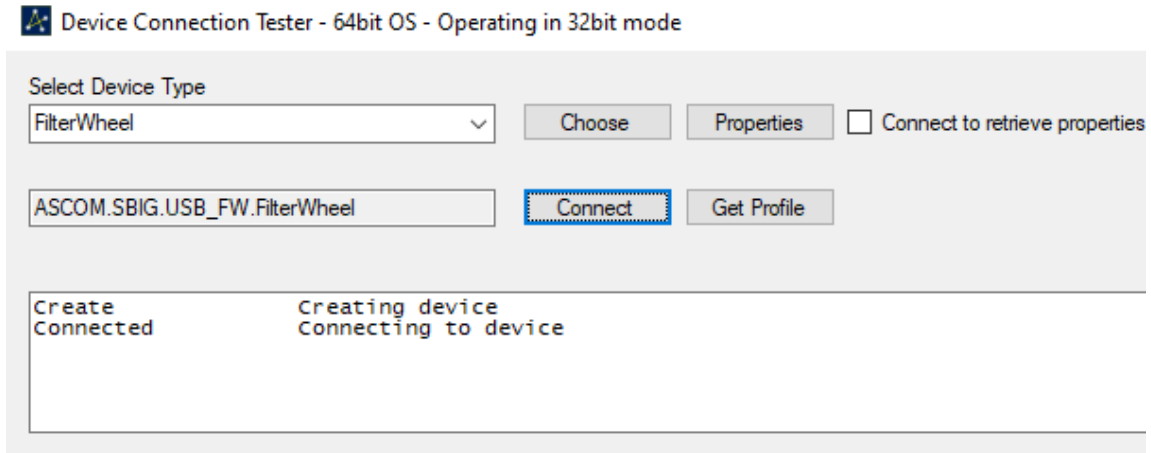 Device Connection Tester - 64bit OS - Operating in 32bit mode
Select Device Type
FilterWheel Choose Properties Connect to retrieve properties
ASCOM.SBIG.USB_FW.FilterWheel Connect Get Profile
Create Creating device
Connected Connecting to device